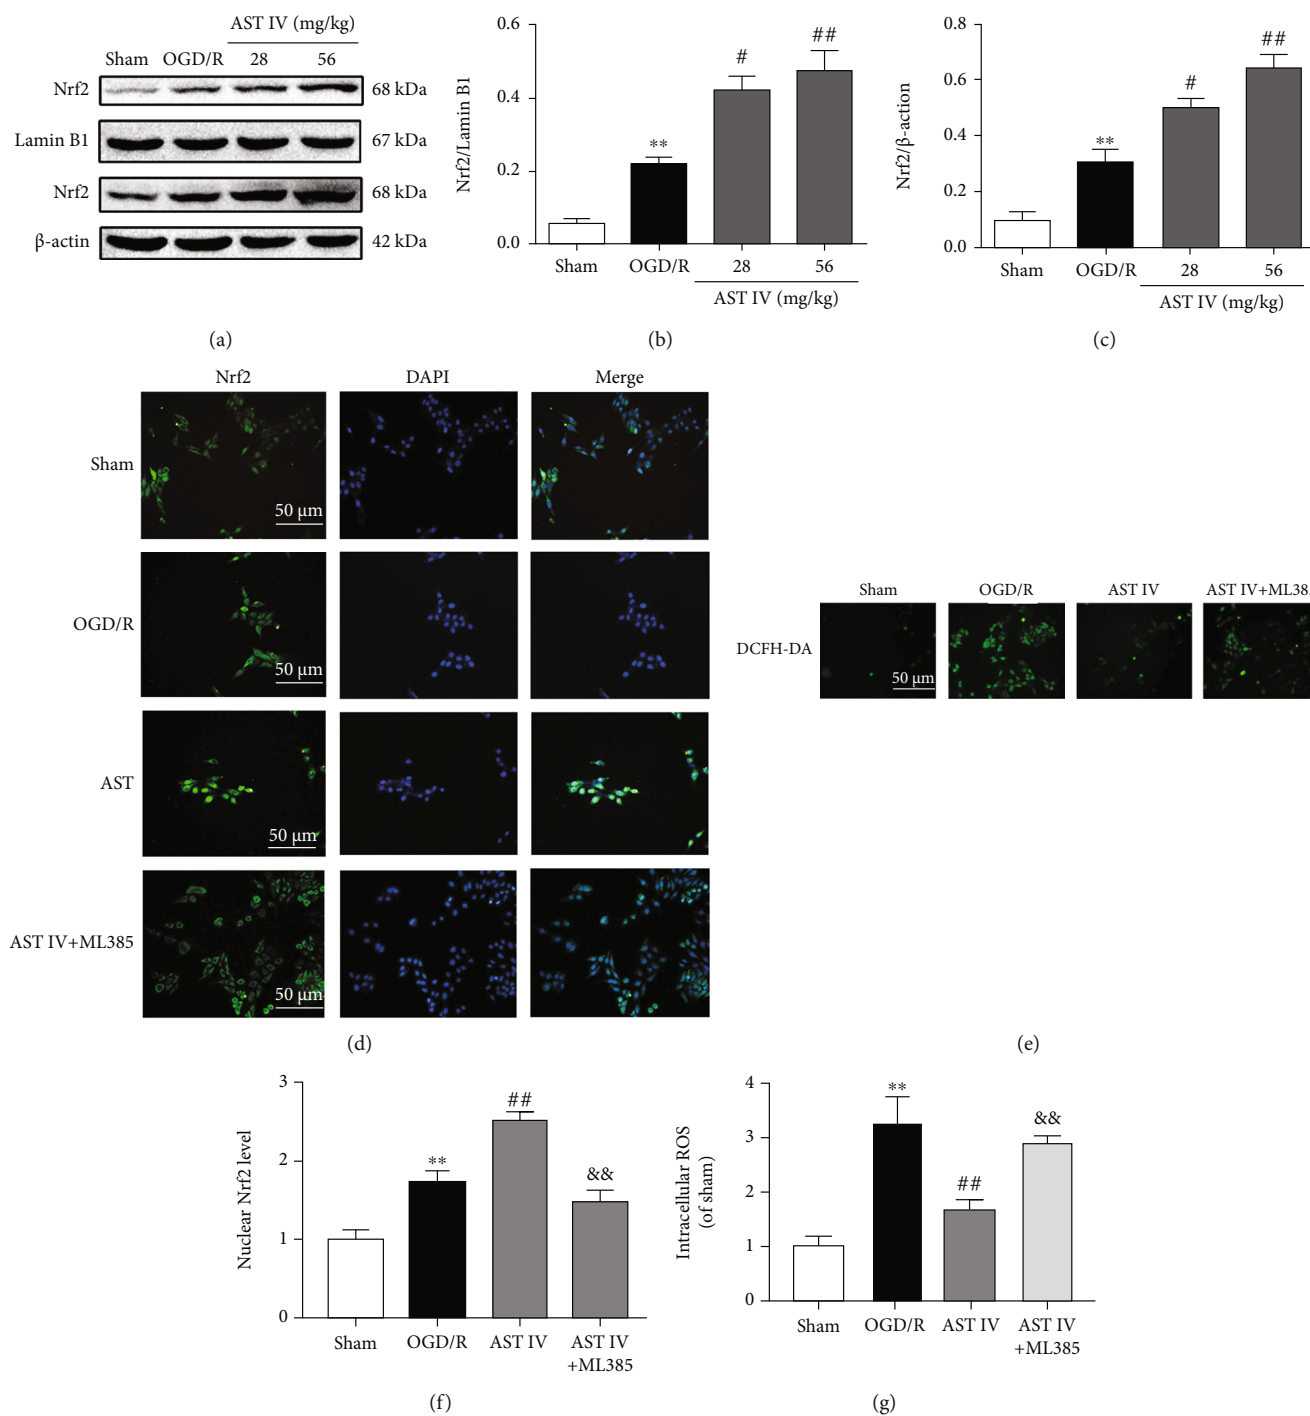 AST IV (mg/kg)
Sham OGD/R 28 56
Nrf2 68 kDa
Lamin B1 67 kDa
Nrf2 68 kDa
β-actin 42 kDa
(a)
Nrf2/Lamin B1
0.6
0.4
0.2
0.0
**
#
##
Sham OGD/R 28 56
AST IV (mg/kg)
(b)
Nrf2/β-action
0.8
0.6
0.4
0.2
0.0
**
#
##
Sham OGD/R 28 56
AST IV (mg/kg)
(c)
Nrf2 DAPI Merge
Sham
50 μm
OGD/R
50 μm
AST
50 μm
AST IV+ML385
50 μm
(d)
Sham OGD/R AST IV AST IV+ML385
DCFH-DA
50 μm
(e)
Nuclear Nrf2 level
3
2
1
0
**
##
&&
Sham OGD/R AST IV AST IV
+ML385
(f)
Intracellular ROS
(of sham)
4
3
2
1
0
**
##
&&
Sham OGD/R AST IV AST IV
+ML385
(g)